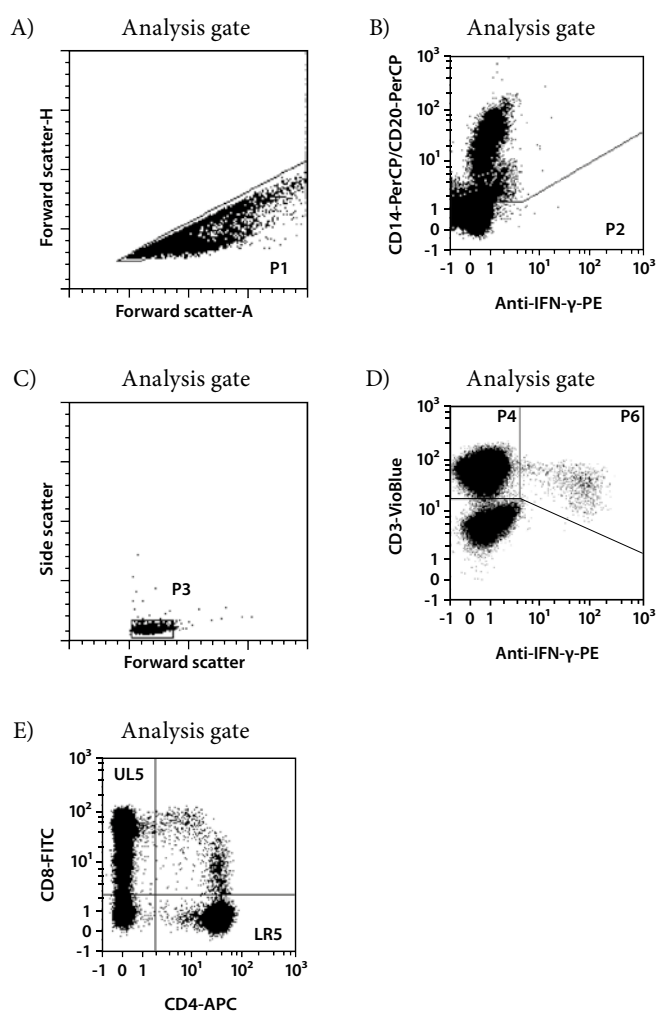 A) Analysis gate
Forward scatter-H
P1
Forward scatter-A
B) Analysis gate
CD14-PerCP/CD20-PerCP
10³
10²
10¹
1
0
-1
P2
-1 0 1 10¹ 10² 10³
Anti-IFN-γ-PE
C) Analysis gate
Side scatter
P3
Forward scatter
D) Analysis gate
CD3-VioBlue
10³
10²
10¹
1
0
-1
P4 P6
-1 0 1 10¹ 10² 10³
Anti-IFN-γ-PE
E) Analysis gate
CD8-FITC
10³
10²
10¹
1
0
-1
UL5
LR5
-1 0 1 10¹ 10² 10³
CD4-APC